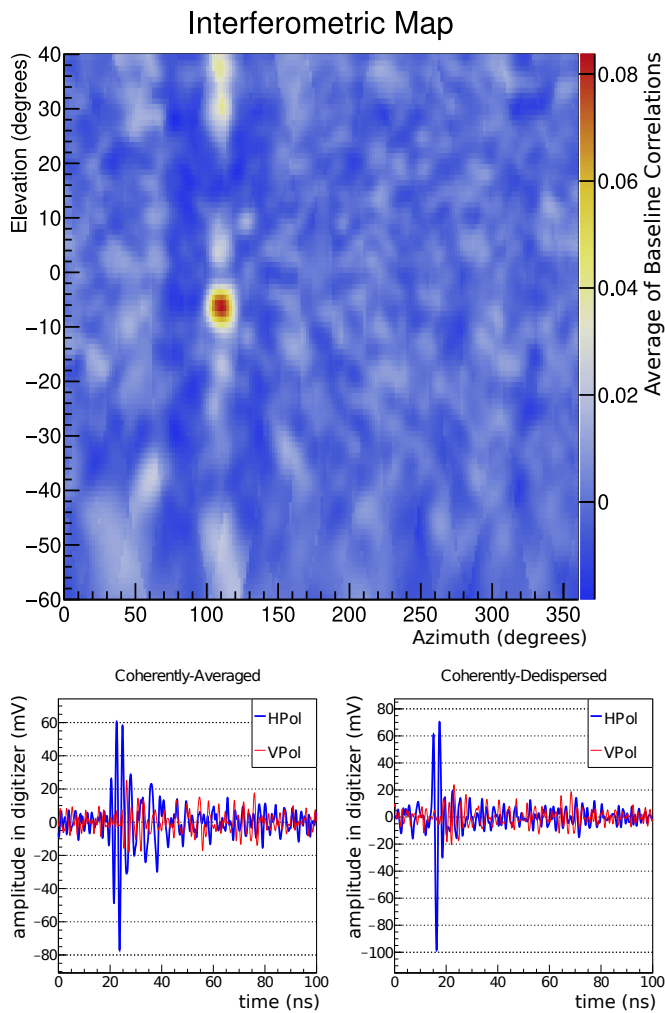 Interferometric Map
Elevation (degrees)
40
30
20
10
0
−10
−20
−30
−40
−50
−60
0 50 100 150 200 250 300 350
Azimuth (degrees)
0.08
0.06
0.04
0.02
0
Average of Baseline Correlations
Coherently-Averaged
amplitude in digitizer (mV)
60
40
20
0
−20
−40
−60
−80
HPol
VPol
0 20 40 60 80 100
time (ns)
Coherently-Dedispersed
amplitude in digitizer (mV)
80
60
40
20
0
−20
−40
−60
−80
−100
HPol
VPol
0 20 40 60 80 100
time (ns)